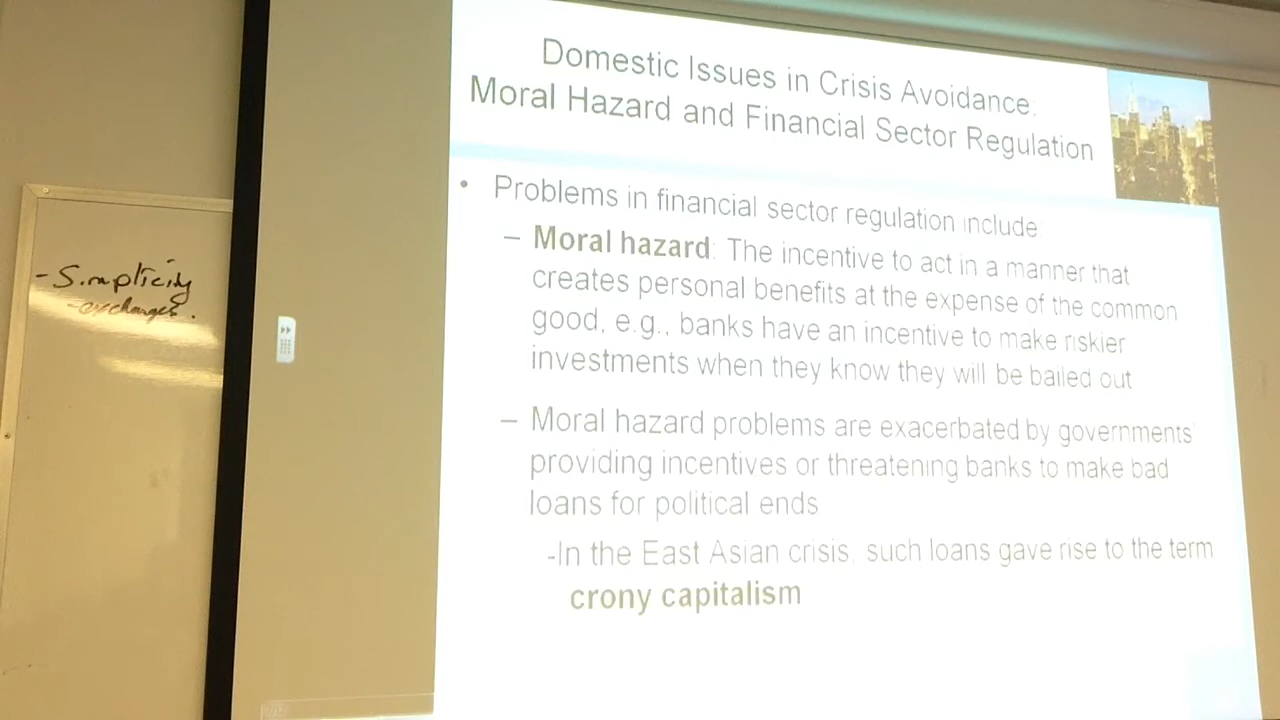 Domestic Issues in Crisis Avoidance.
Moral Hazard and Financial Sector Regulation
• Problems in financial sector regulation include
– Moral hazard: The incentive to act in a manner that
creates personal benefits at the expense of the common
good, e.g., banks have an incentive to make riskier
investments when they know they will be bailed out
– Moral hazard problems are exacerbated by governments'
providing incentives or threatening banks to make bad
loans for political ends
-In the East Asian crisis, such loans gave rise to the term
crony capitalism
- Simplicity
- exchanges.